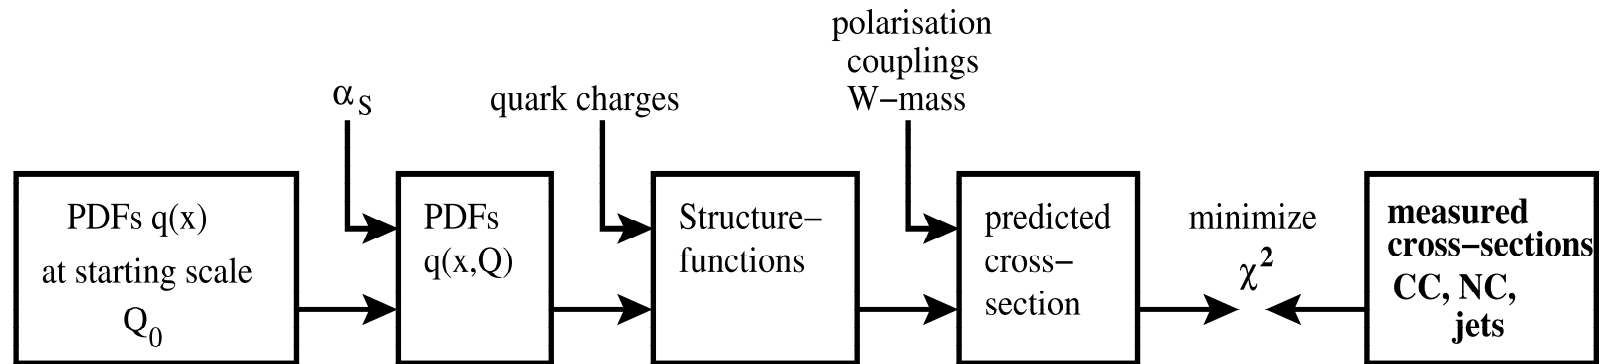 polarisation
couplings
W−mass
α_S
quark charges
PDFs q(x)
at starting scale
Q_0
PDFs
q(x,Q)
Structure−
functions
predicted
cross−
section
minimize
χ²
measured
cross−sections
CC, NC,
jets